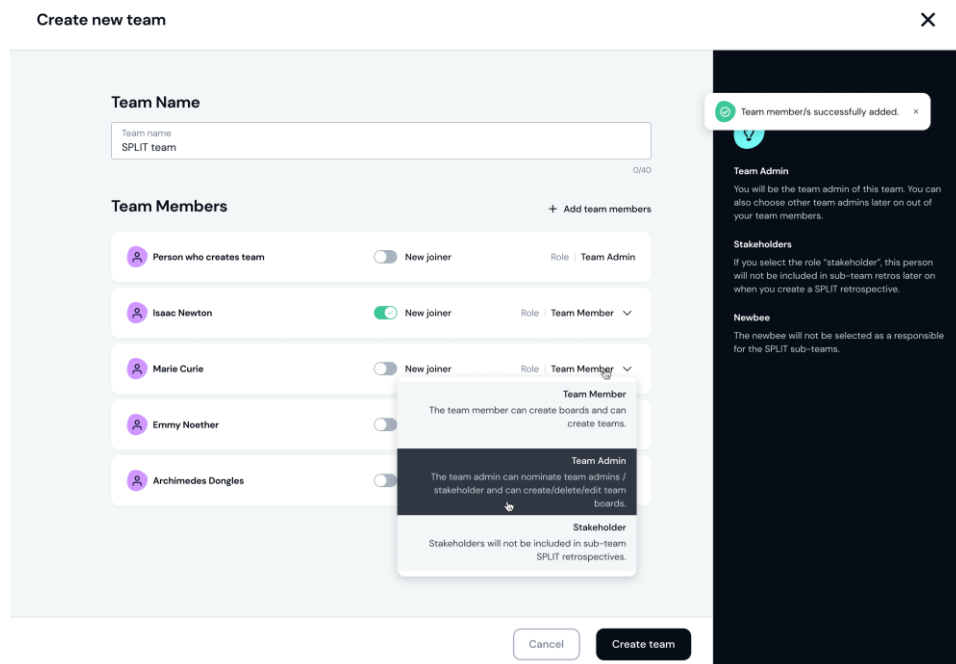 Create new team
Team Name
Team name
SPLIT team
0/40
Team Members
+ Add team members
Person who creates team
New joiner
Role | Team Admin
Isaac Newton
New joiner
Role | Team Member
Marie Curie
New joiner
Role | Team Member
Emmy Noether
Archimedes Dongles
Team Member
The team member can create boards and can
create teams.
Team Admin
The team admin can nominate team admins /
stakeholder and can create/delete/edit team
boards.
Stakeholder
Stakeholders will not be included in sub-team
SPLIT retrospectives.
Cancel
Create team
Team member/s successfully added.
Team Admin
You will be the team admin of this team. You can
also choose other team admins later on out of
your team members.
Stakeholders
If you select the role "stakeholder", this person
will not be included in sub-team retros later on
when you create a SPLIT retrospective.
Newbee
The newbee will not be selected as a responsible
for the SPLIT sub-teams.